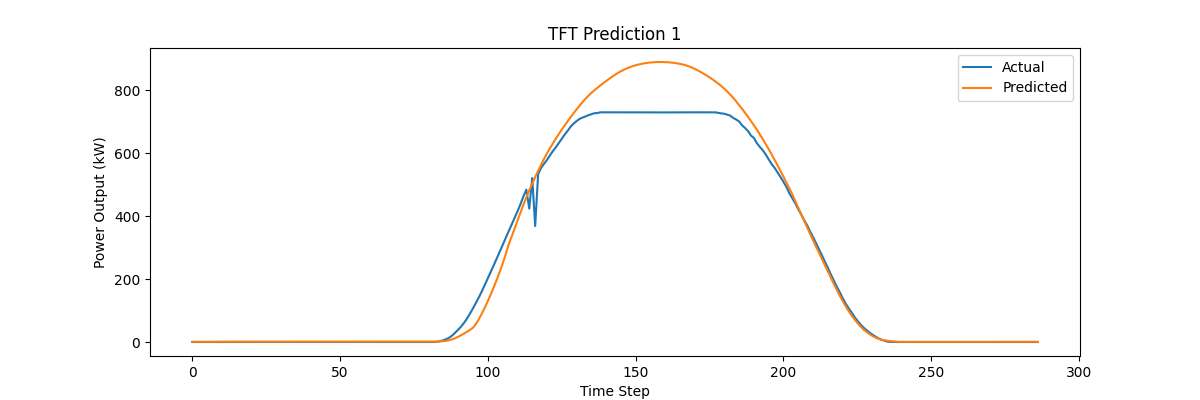 TFT Prediction 1
Actual
Predicted
Power Output (kW)
800
600
400
200
0
0 50 100 150 200 250 300
Time Step